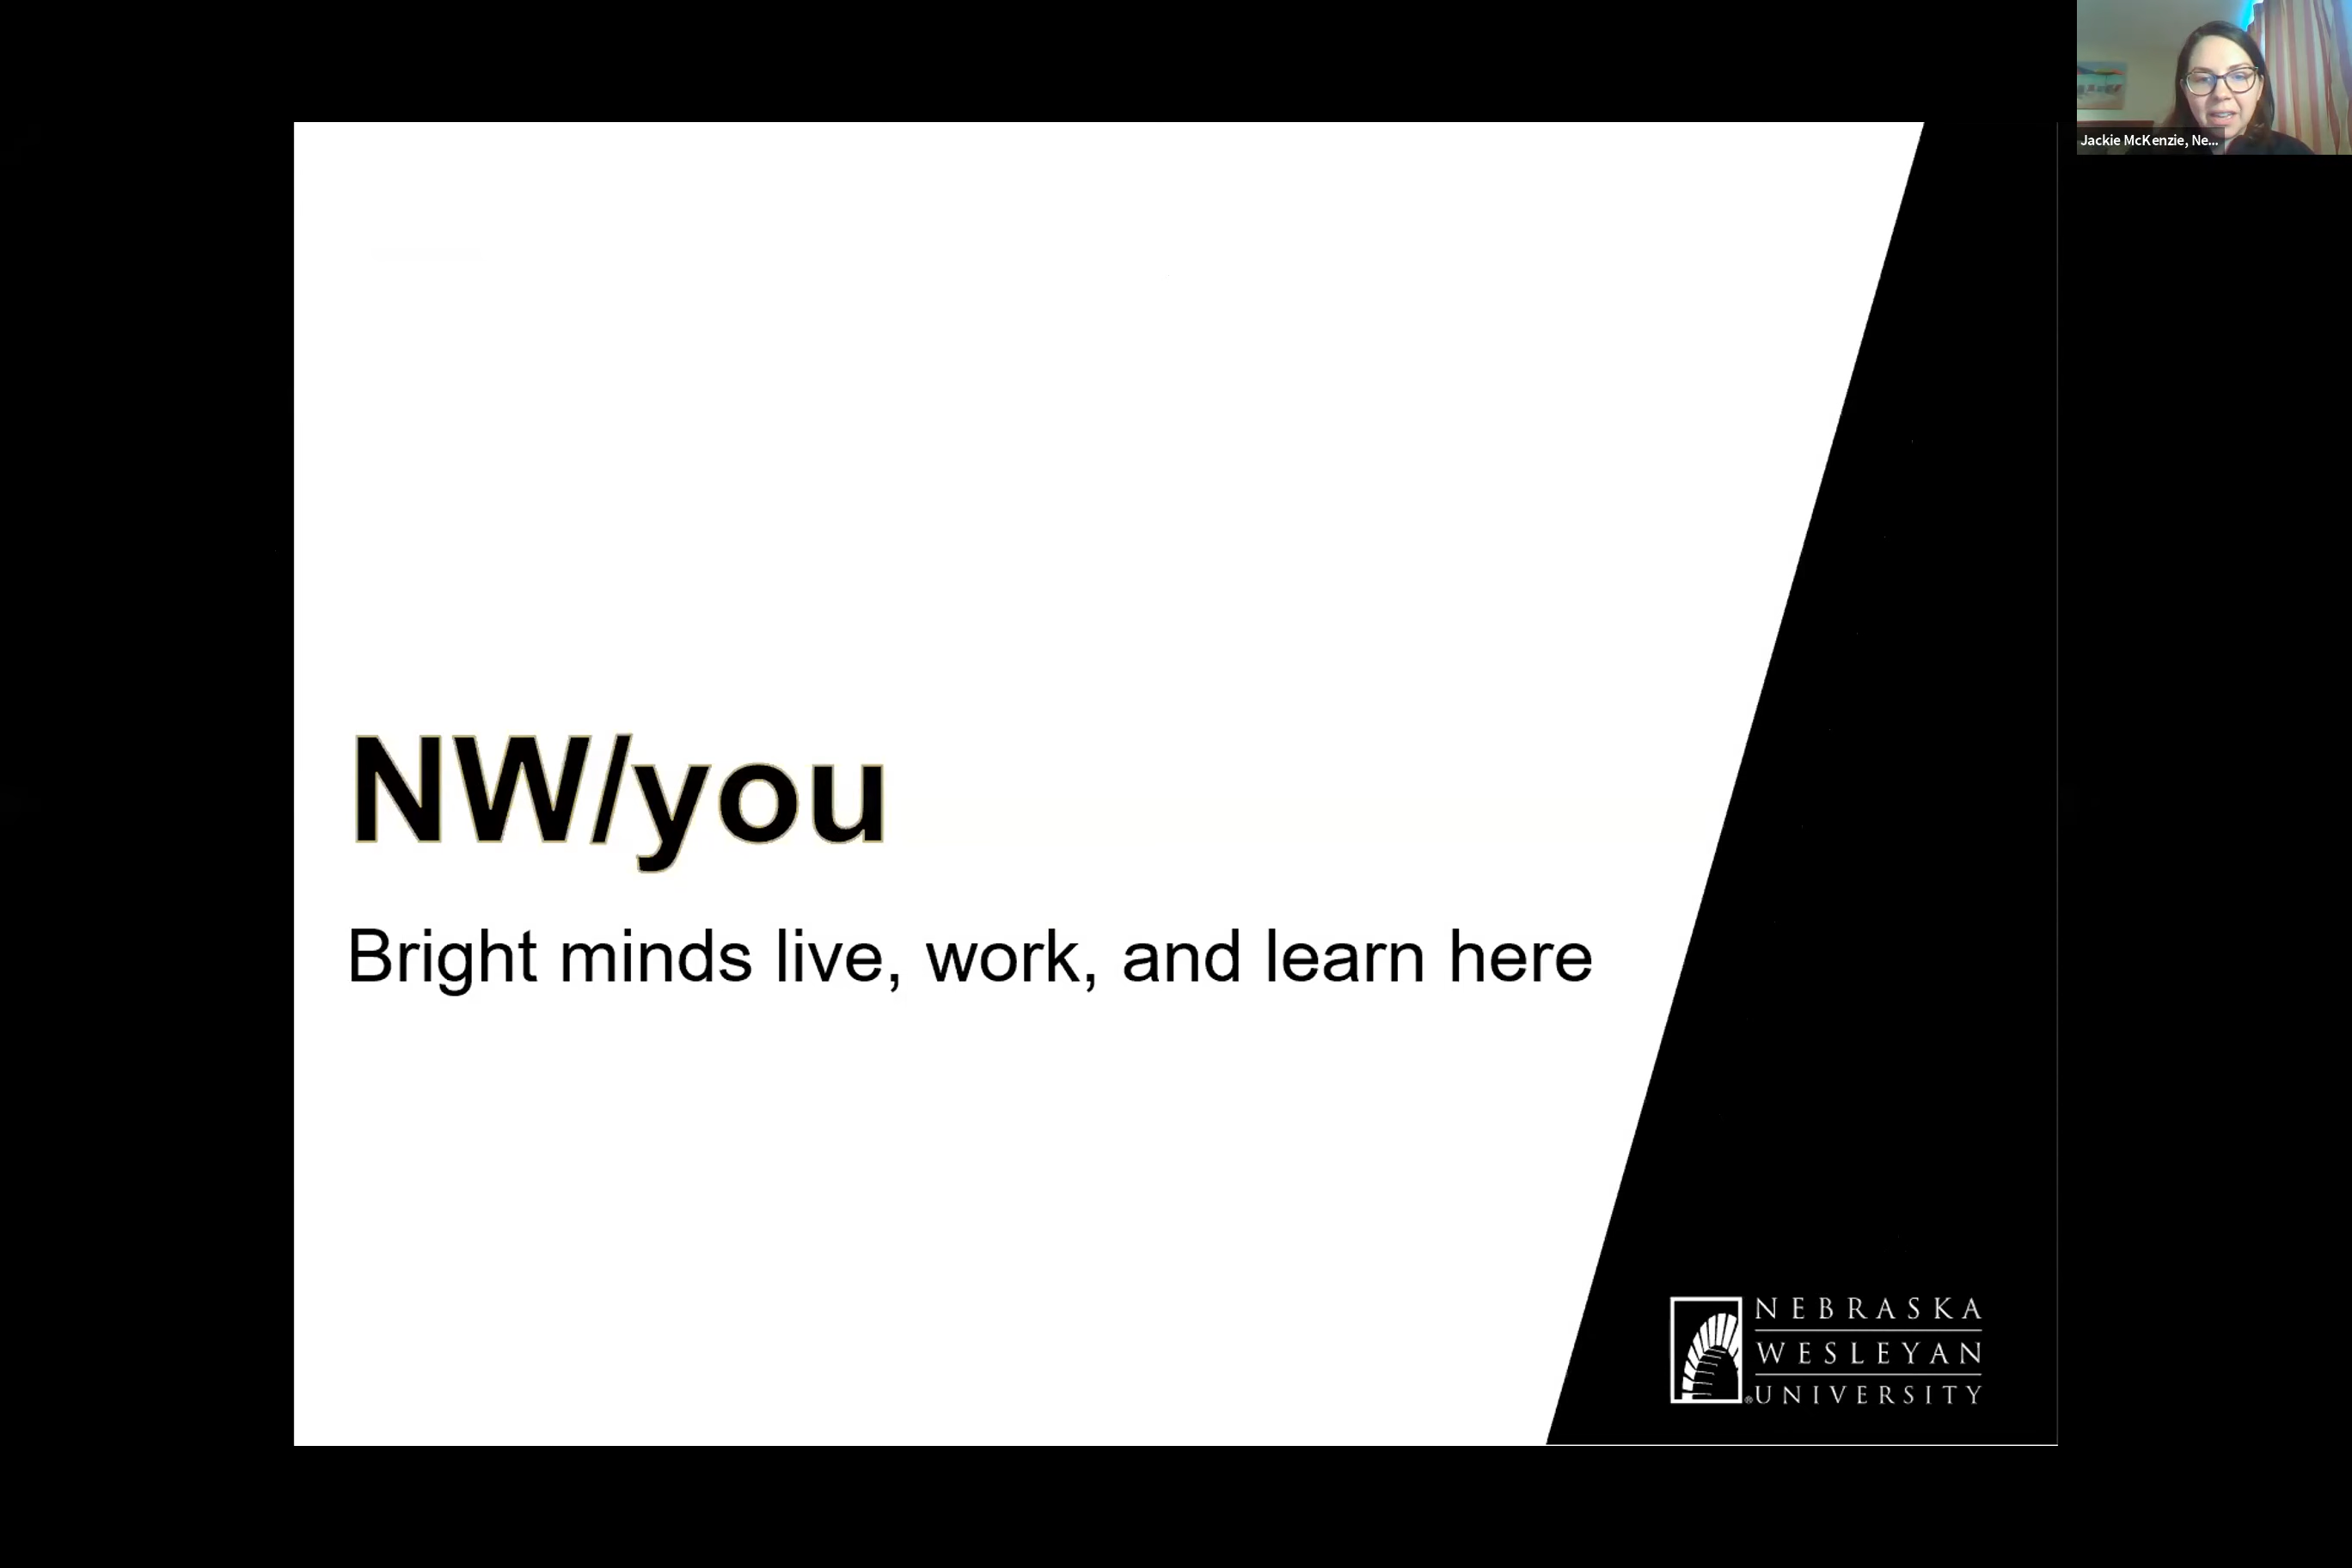 Jackie McKenzie, Ne...
NW/you
Bright minds live, work, and learn here
NEBRASKA
WESLEYAN
®UNIVERSITY